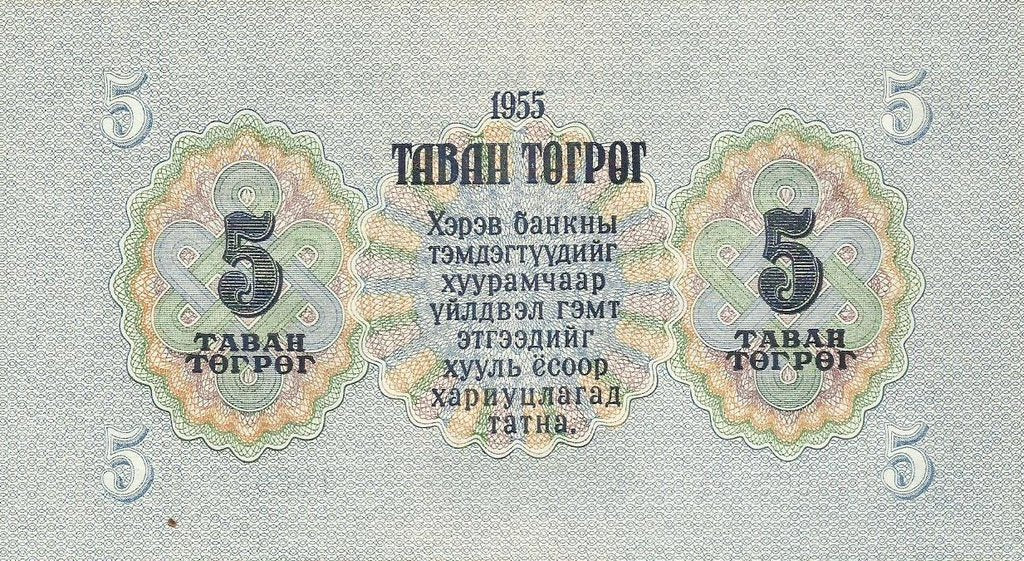 5
5
1955
ТАВАН ТӨГРӨГ
Хэрэв банкны
тэмдэгтүүдийг
хуурамчаар
үйлдвэл гэмт
этгээдийг
хууль ёсоор
хариуцлагад
татна.
5
ТАВАН
ТӨГРӨГ
5
ТАВАН
ТӨГРӨГ
5
5